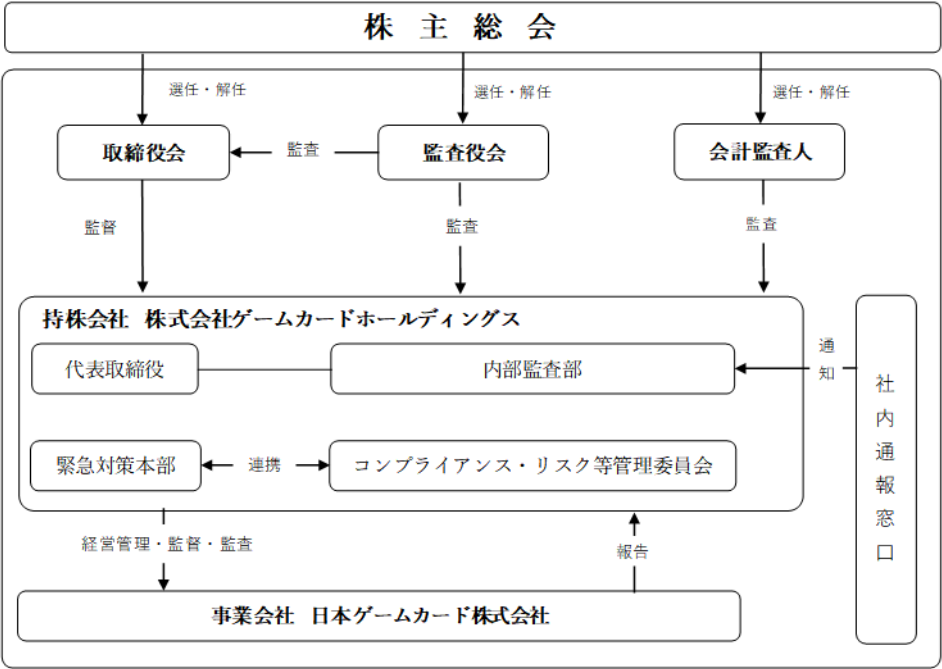 株主総会
選任・解任
選任・解任
選任・解任
取締役会
監査
監査役会
会計監査人
監督
監査
監査
持株会社 株式会社ゲームカードホールディングス
代表取締役
内部監査部
通知
社内通報窓口
緊急対策本部
連携
コンプライアンス・リスク等管理委員会
経営管理・監督・監査
報告
事業会社 日本ゲームカード株式会社